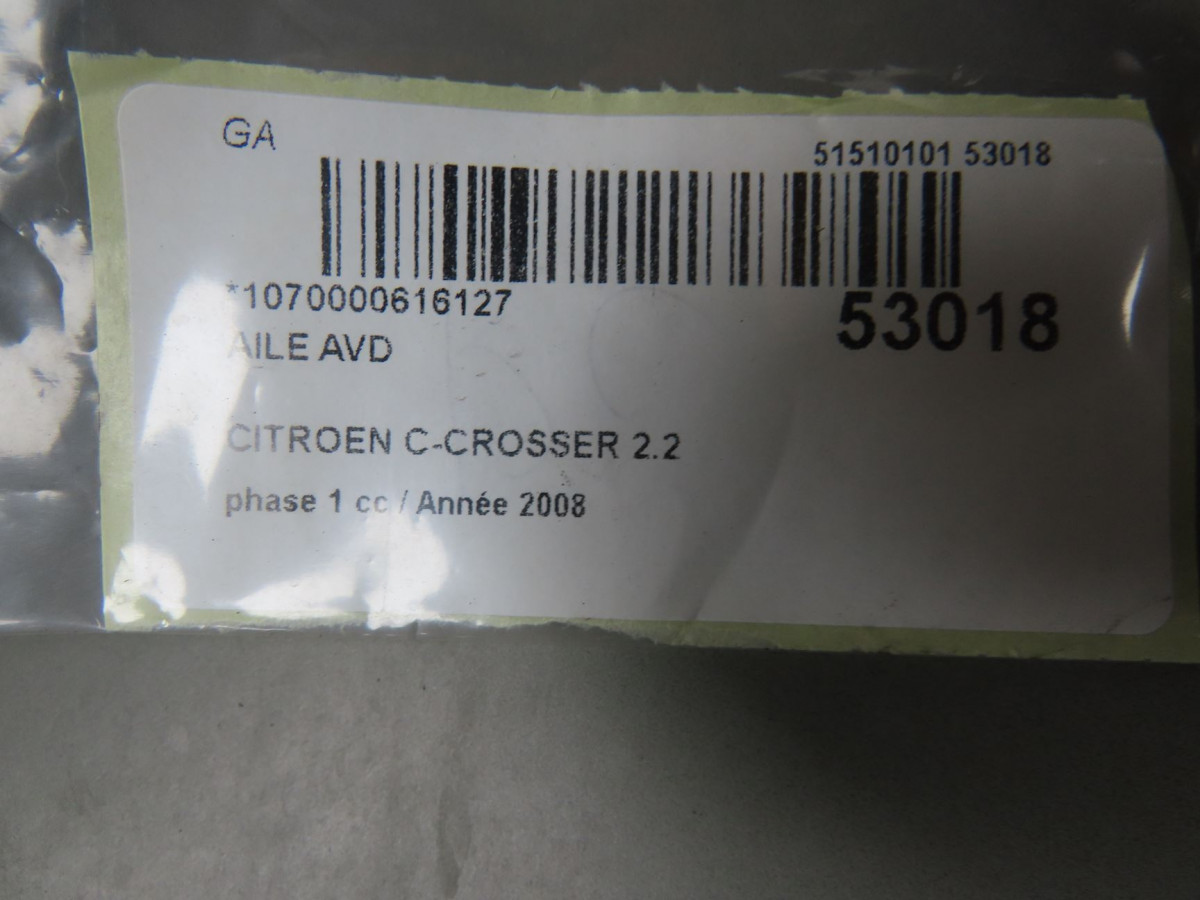 GA
51510101 53018
*1070000616127
53018
AILE AVD
CITROEN C-CROSSER 2.2
phase 1 cc / Année 2008